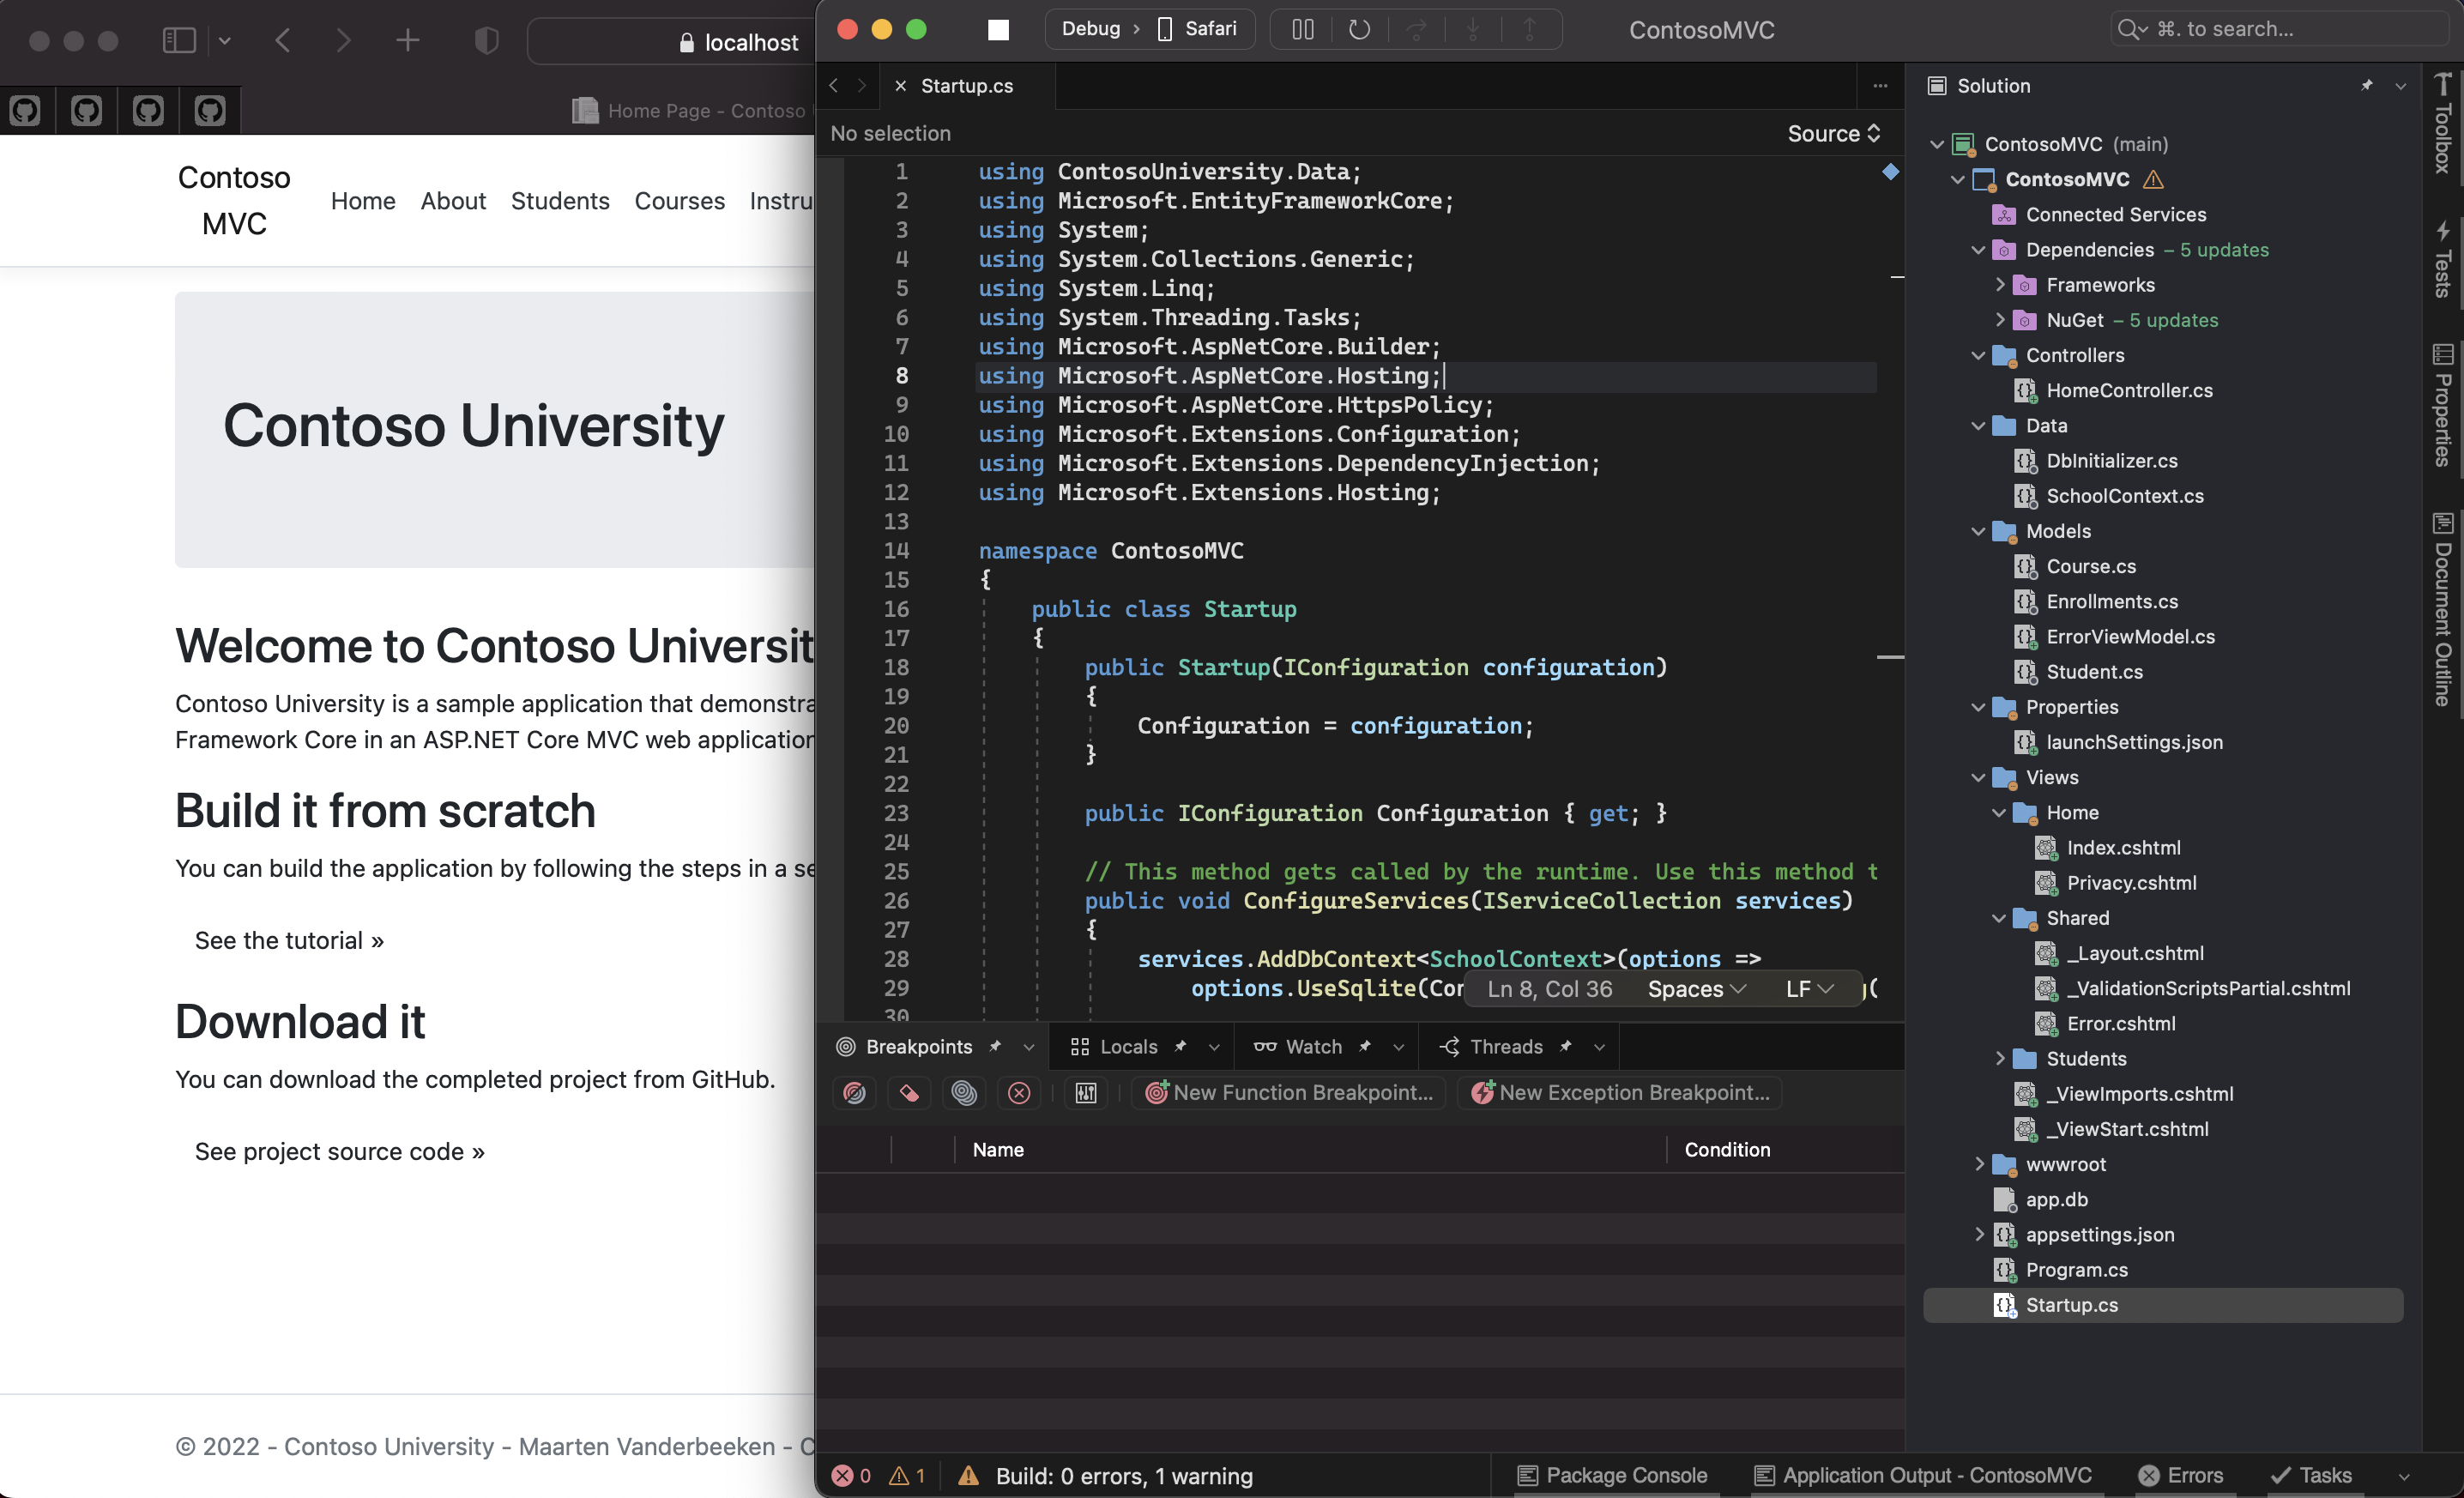 localhost
Home Page - Contoso
Contoso
MVC
Home About Students Courses Instru
Contoso University
Welcome to Contoso Universit
Contoso University is a sample application that demonstra
Framework Core in an ASP.NET Core MVC web application
Build it from scratch
You can build the application by following the steps in a se
See the tutorial »
Download it
You can download the completed project from GitHub.
See project source code »
© 2022 - Contoso University - Maarten Vanderbeeken - C
Debug › Safari
ContosoMVC
⌘. to search...
Startup.cs
No selection
Source
1 using ContosoUniversity.Data;
2 using Microsoft.EntityFrameworkCore;
3 using System;
4 using System.Collections.Generic;
5 using System.Linq;
6 using System.Threading.Tasks;
7 using Microsoft.AspNetCore.Builder;
8 using Microsoft.AspNetCore.Hosting;
9 using Microsoft.AspNetCore.HttpsPolicy;
10 using Microsoft.Extensions.Configuration;
11 using Microsoft.Extensions.DependencyInjection;
12 using Microsoft.Extensions.Hosting;
13
14 namespace ContosoMVC
15 {
16 public class Startup
17 {
18 public Startup(IConfiguration configuration)
19 {
20 Configuration = configuration;
21 }
22
23 public IConfiguration Configuration { get; }
24
25 // This method gets called by the runtime. Use this method t
26 public void ConfigureServices(IServiceCollection services)
27 {
28 services.AddDbContext<SchoolContext>(options =>
29 options.UseSqlite(Con
30
Ln 8, Col 36 Spaces LF
Breakpoints Locals Watch Threads
New Function Breakpoint... New Exception Breakpoint...
Name Condition
0 1 Build: 0 errors, 1 warning
Package Console Application Output - ContosoMVC Errors Tasks
Solution
ContosoMVC (main)
ContosoMVC
Connected Services
Dependencies – 5 updates
Frameworks
NuGet – 5 updates
Controllers
HomeController.cs
Data
DbInitializer.cs
SchoolContext.cs
Models
Course.cs
Enrollments.cs
ErrorViewModel.cs
Student.cs
Properties
launchSettings.json
Views
Home
Index.cshtml
Privacy.cshtml
Shared
_Layout.cshtml
_ValidationScriptsPartial.cshtml
Error.cshtml
Students
_ViewImports.cshtml
_ViewStart.cshtml
wwwroot
app.db
appsettings.json
Program.cs
Startup.cs
Toolbox
Tests
Properties
Document Outline